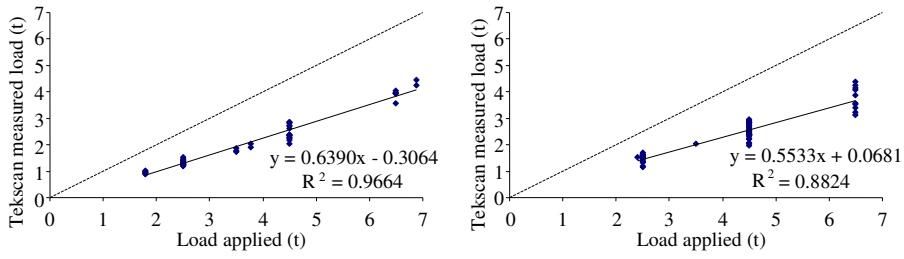 Tekscan measured load (t)
7
6
5
4
3
2
1
0
y = 0.6390x - 0.3064
R² = 0.9664
0 1 2 3 4 5 6 7
Load applied (t)
Tekscan measured load (t)
7
6
5
4
3
2
1
0
y = 0.5533x + 0.0681
R² = 0.8824
0 1 2 3 4 5 6 7
Load applied (t)